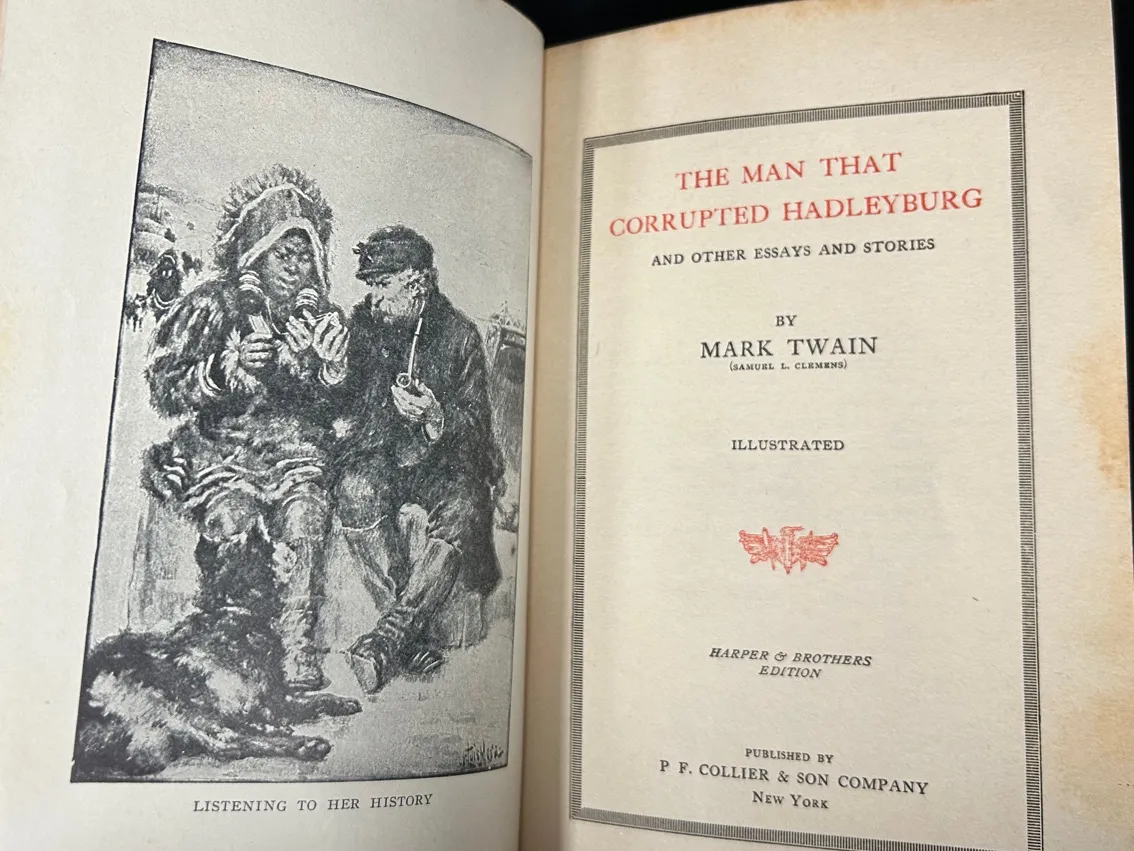 LISTENING TO HER HISTORY
THE MAN THAT
CORRUPTED HADLEYBURG
AND OTHER ESSAYS AND STORIES
BY
MARK TWAIN
(SAMUEL L. CLEMENS)
ILLUSTRATED
HARPER & BROTHERS
EDITION
PUBLISHED BY
P F. COLLIER & SON COMPANY
NEW YORK